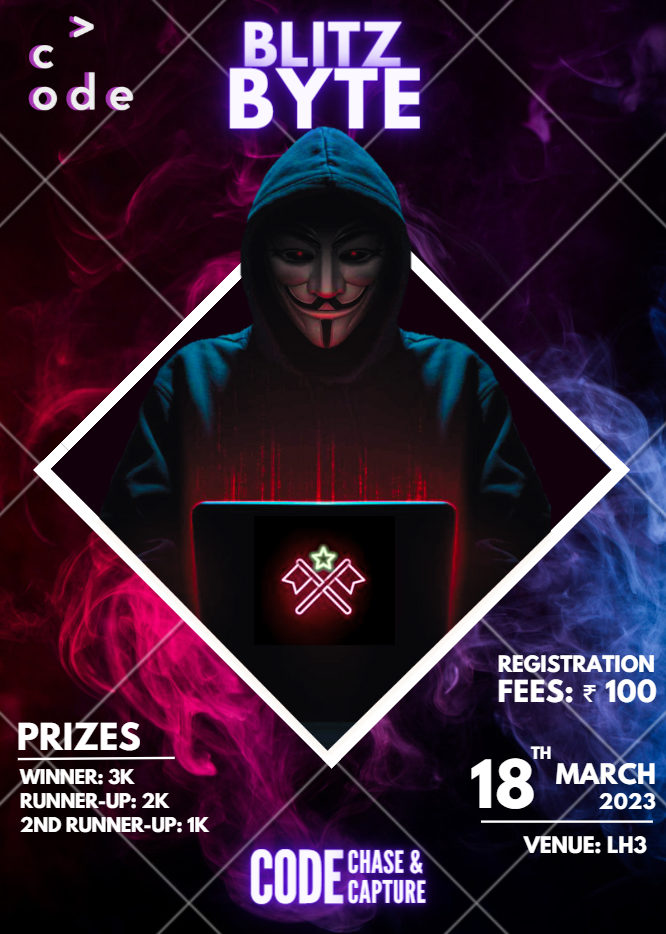 >
c
ode
BLITZ
BYTE
REGISTRATION
FEES: ₹ 100
PRIZES
WINNER: 3K
RUNNER-UP: 2K
2ND RUNNER-UP: 1K
18TH MARCH
2023
VENUE: LH3
CODE CHASE &
CAPTURE